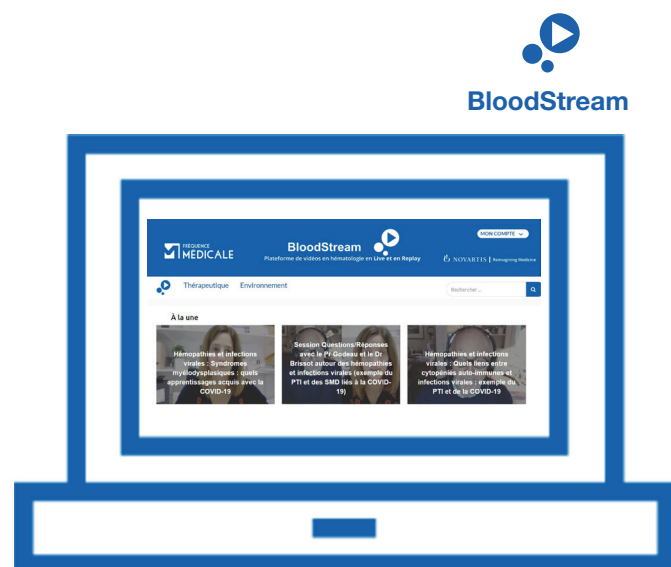 BloodStream
FRÉQUENCE
MÉDICALE
BloodStream
Plateforme de vidéos en hématologie en Live et en Replay
MON COMPTE
NOVARTIS | Reimagining Medicine
Thérapeutique Environnement
Rechercher...
À la une
Hémopathies et infections
virales : Syndromes
myélodysplasiques : quels
apprentissages acquis avec la
COVID-19
Session Questions/Réponses
avec le Pr Godeau et le Dr
Brissot autour des hémopathies
et infections virales (exemple du
PTI et des SMD liés à la COVID-
19)
Hémopathies et infections
virales : Quels liens entre
cytopénies auto-immunes et
infections virales : exemple du
PTI et de la COVID-19